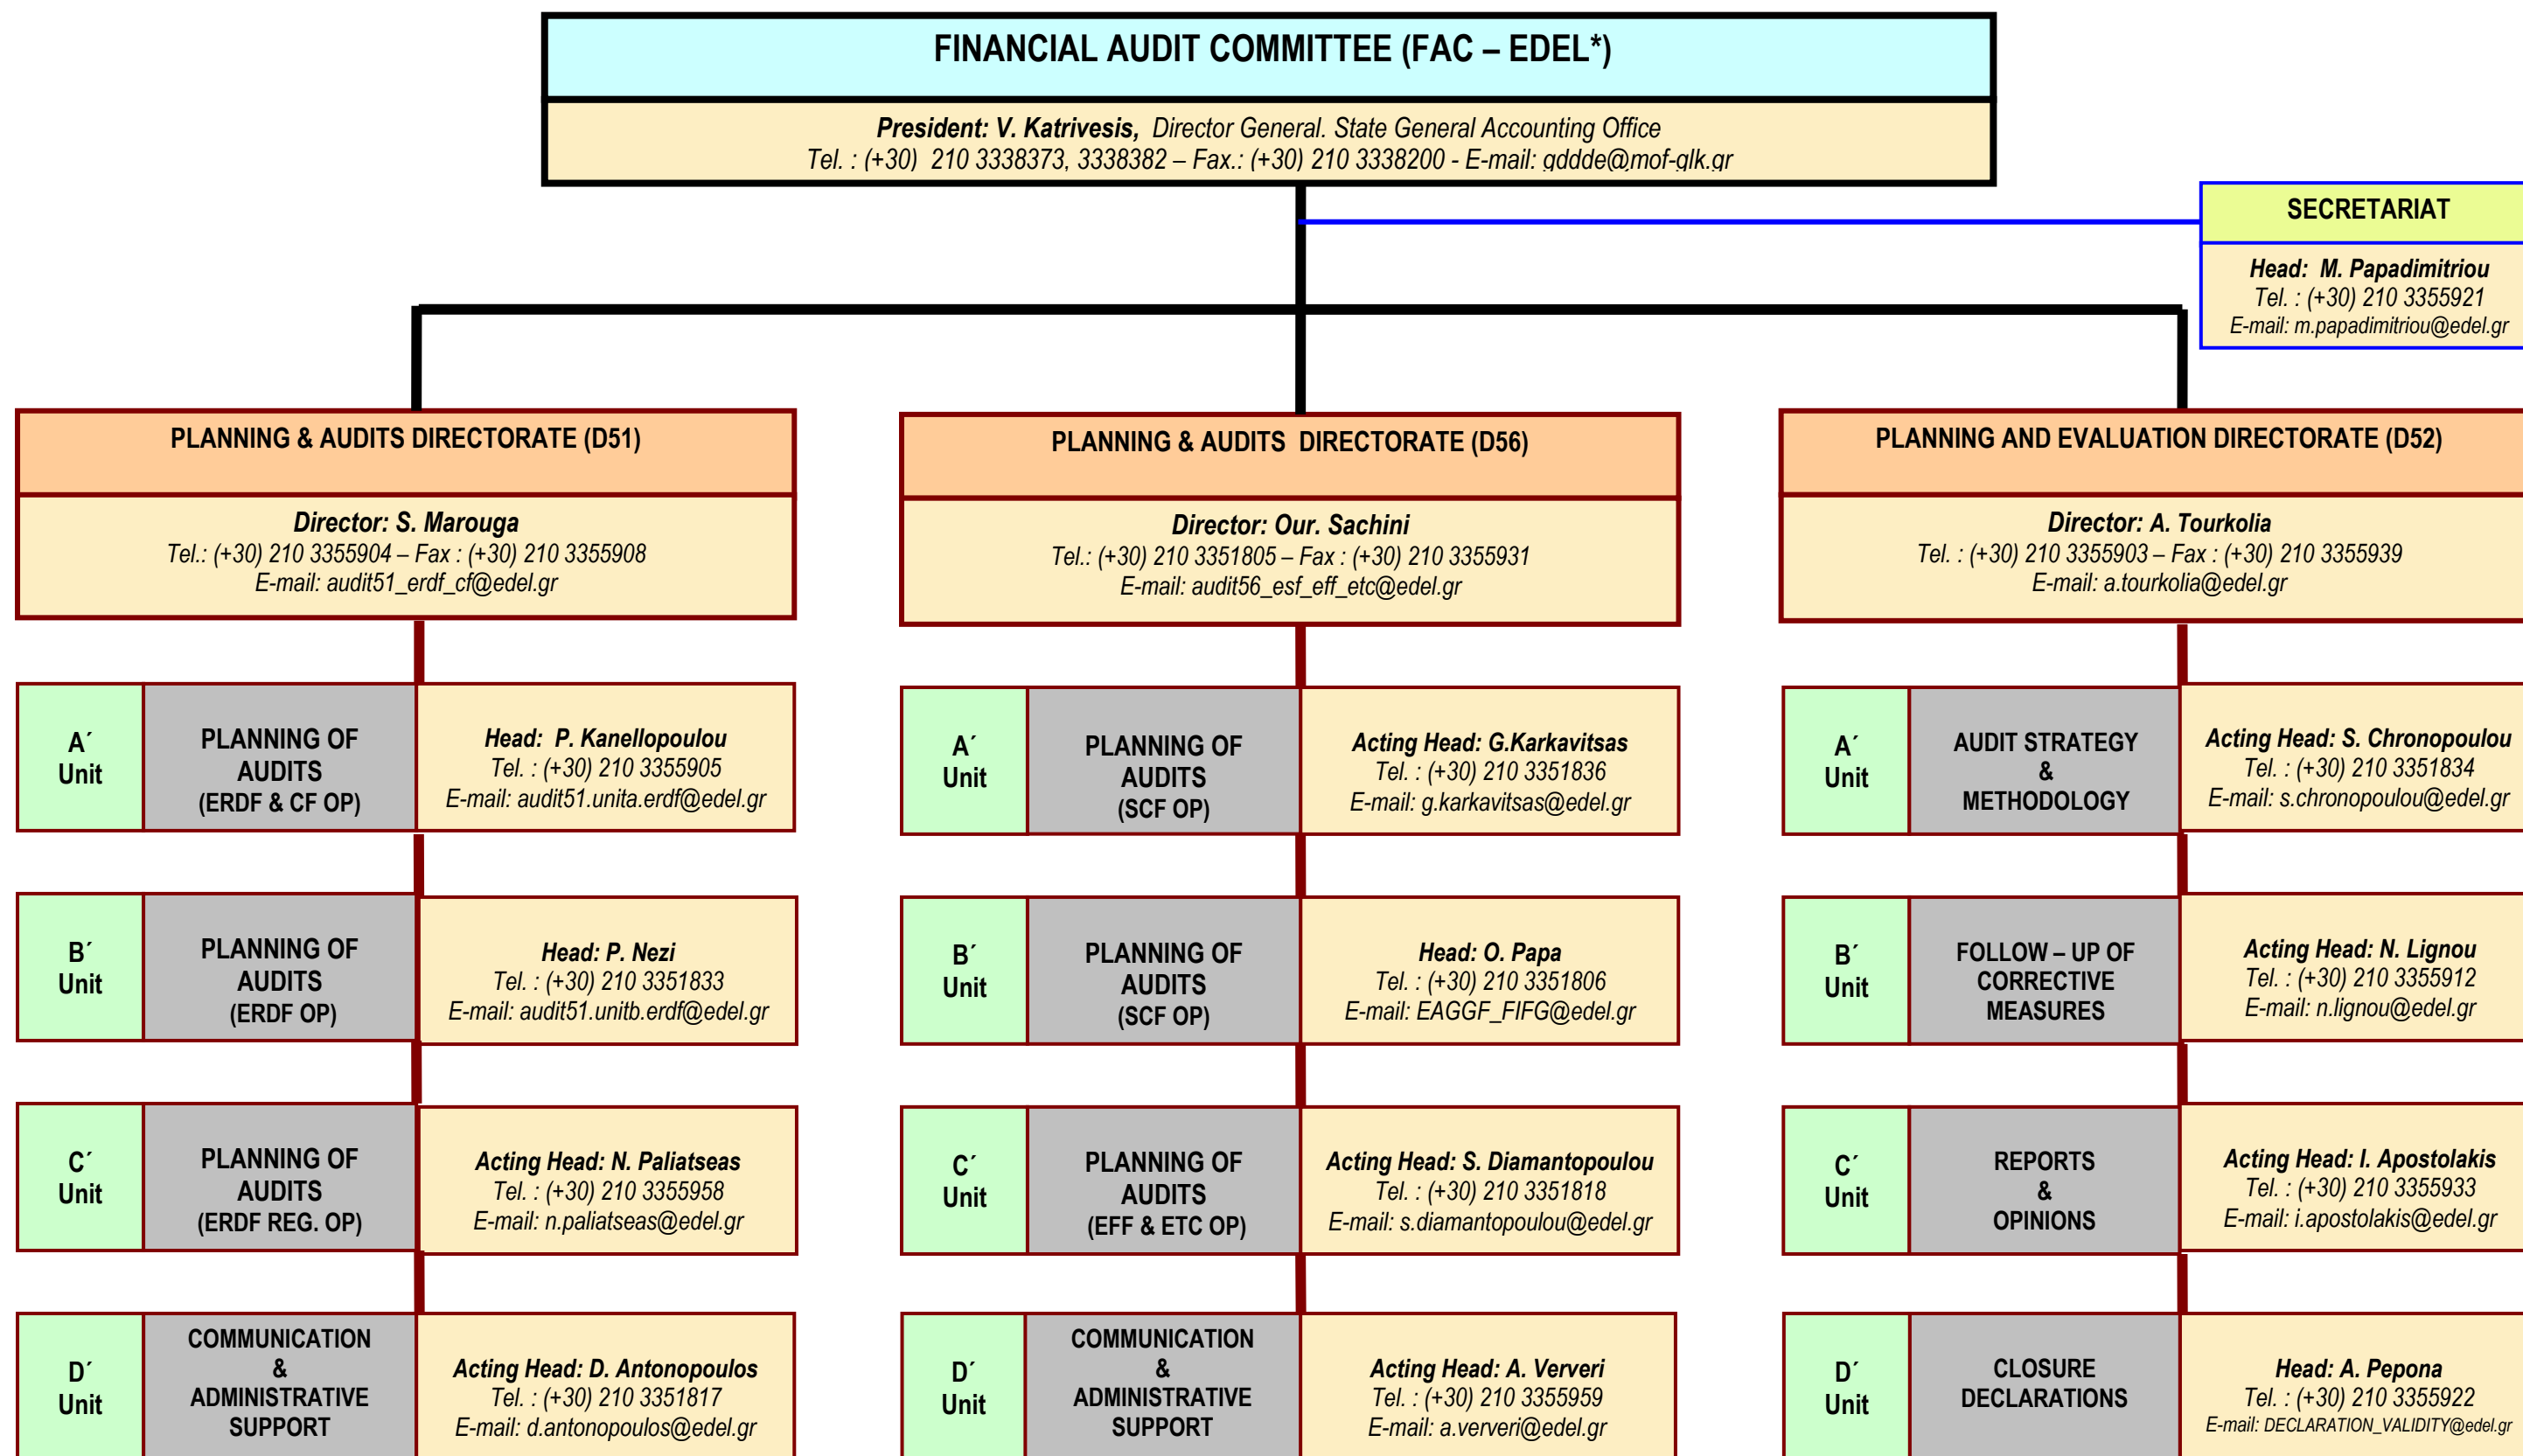 FINANCIAL AUDIT COMMITTEE (FAC – EDEL*)
President: V. Katrivesis, Director General. State General Accounting Office
Tel. : (+30) 210 3338373, 3338382 – Fax.: (+30) 210 3338200 - E-mail: gddde@mof-glk.gr
SECRETARIAT
Head: M. Papadimitriou
Tel. : (+30) 210 3355921
E-mail: m.papadimitriou@edel.gr
PLANNING & AUDITS DIRECTORATE (D51)
Director: S. Marouga
Tel.: (+30) 210 3355904 – Fax : (+30) 210 3355908
E-mail: audit51_erdf_cf@edel.gr
A´
Unit
PLANNING OF
AUDITS
(ERDF & CF OP)
Head: P. Kanellopoulou
Tel. : (+30) 210 3355905
E-mail: audit51.unita.erdf@edel.gr
B´
Unit
PLANNING OF
AUDITS
(ERDF OP)
Head: P. Nezi
Tel. : (+30) 210 3351833
E-mail: audit51.unitb.erdf@edel.gr
C´
Unit
PLANNING OF
AUDITS
(ERDF REG. OP)
Acting Head: N. Paliatseas
Tel. : (+30) 210 3355958
E-mail: n.paliatseas@edel.gr
D´
Unit
COMMUNICATION
&
ADMINISTRATIVE
SUPPORT
Acting Head: D. Antonopoulos
Tel. : (+30) 210 3351817
E-mail: d.antonopoulos@edel.gr
PLANNING & AUDITS DIRECTORATE (D56)
Director: Our. Sachini
Tel.: (+30) 210 3351805 – Fax : (+30) 210 3355931
E-mail: audit56_esf_eff_etc@edel.gr
A´
Unit
PLANNING OF
AUDITS
(SCF OP)
Acting Head: G.Karkavitsas
Tel. : (+30) 210 3351836
E-mail: g.karkavitsas@edel.gr
B´
Unit
PLANNING OF
AUDITS
(SCF OP)
Head: O. Papa
Tel. : (+30) 210 3351806
E-mail: EAGGF_FIFG@edel.gr
C´
Unit
PLANNING OF
AUDITS
(EFF & ETC OP)
Acting Head: S. Diamantopoulou
Tel. : (+30) 210 3351818
E-mail: s.diamantopoulou@edel.gr
D´
Unit
COMMUNICATION
&
ADMINISTRATIVE
SUPPORT
Acting Head: A. Ververi
Tel. : (+30) 210 3355959
E-mail: a.ververi@edel.gr
PLANNING AND EVALUATION DIRECTORATE (D52)
Director: A. Tourkolia
Tel. : (+30) 210 3355903 – Fax : (+30) 210 3355939
E-mail: a.tourkolia@edel.gr
A´
Unit
AUDIT STRATEGY
&
METHODOLOGY
Acting Head: S. Chronopoulou
Tel. : (+30) 210 3351834
E-mail: s.chronopoulou@edel.gr
B´
Unit
FOLLOW – UP OF
CORRECTIVE
MEASURES
Acting Head: N. Lignou
Tel. : (+30) 210 3355912
E-mail: n.lignou@edel.gr
C´
Unit
REPORTS
&
OPINIONS
Acting Head: I. Apostolakis
Tel. : (+30) 210 3355933
E-mail: i.apostolakis@edel.gr
D´
Unit
CLOSURE
DECLARATIONS
Head: A. Pepona
Tel. : (+30) 210 3355922
E-mail: DECLARATION_VALIDITY@edel.gr